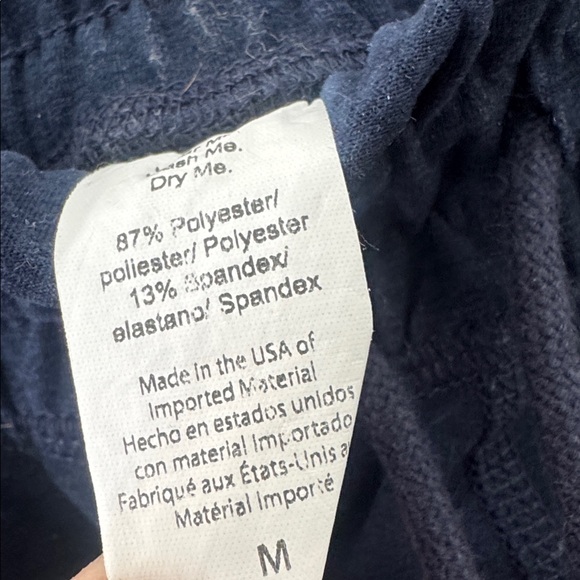 Me.
Dry Me.
87% Polyester/
poliester/ Polyester
13% Spandex/
elastano/ Spandex
Made in the USA of
Imported Material
Hecho en estados unidos
con material Importado
Fabriqué aux États-Unis a
Matérial Importé
M